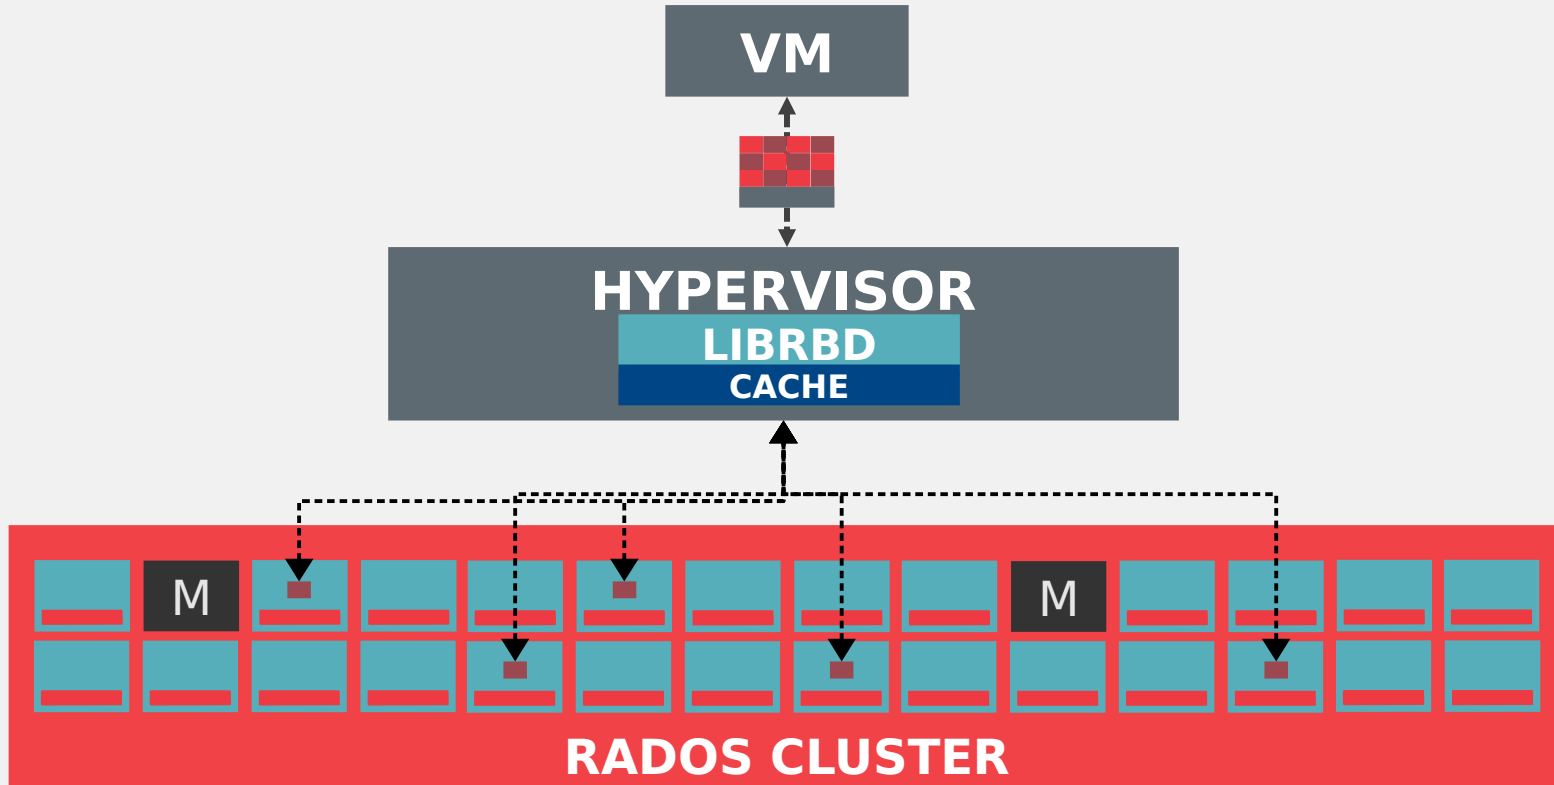 VM
HYPERVISOR
LIBRBD
CACHE
M
M
RADOS CLUSTER